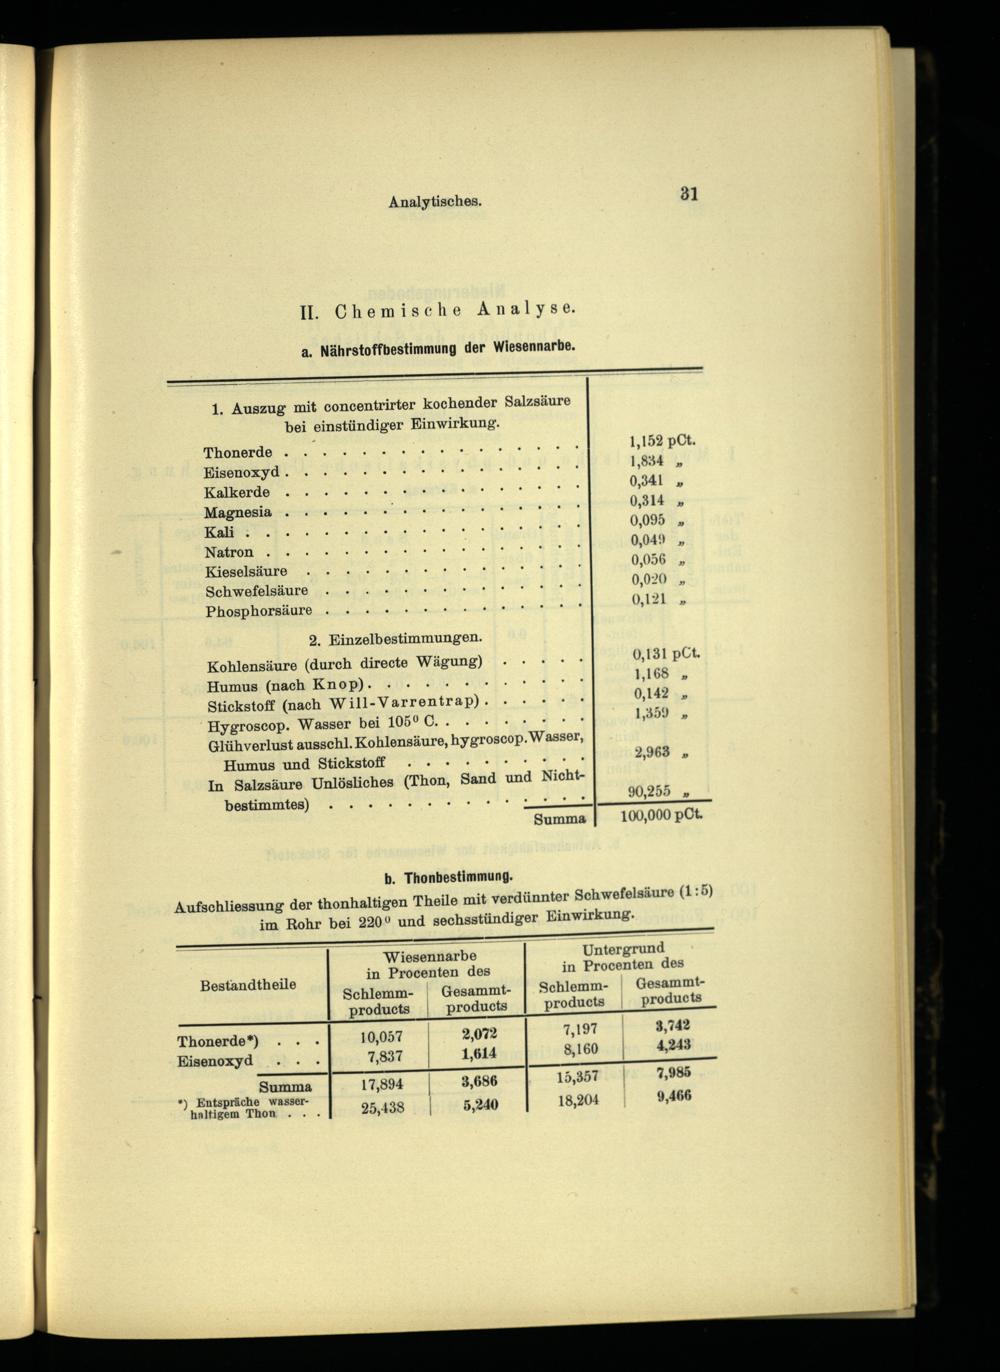 Analytisches.
31
II. Chemische Analyse.
a. Nährstoffbestimmung der Wiesennarbe.
1. Auszug mit concentrirter kochender Salzsäure
bei einstündiger Einwirkung.
Thonerde . . . . . . . . . . . . . . . . 1,152 pCt.
Eisenoxyd . . . . . . . . . . . . . . . . 1,834 „
Kalkerde . . . . . . . . . . . . . . . . 0,341 „
Magnesia . . . . . . . . . . . . . . . . 0,314 „
Kali . . . . . . . . . . . . . . . . . . 0,095 „
Natron . . . . . . . . . . . . . . . . . 0,049 „
Kieselsäure . . . . . . . . . . . . . . . 0,056 „
Schwefelsäure . . . . . . . . . . . . . . 0,020 „
Phosphorsäure . . . . . . . . . . . . . . 0,121 „
2. Einzelbestimmungen.
Kohlensäure (durch directe Wägung) . . . . . 0,131 pCt.
Humus (nach Knop) . . . . . . . . . . . . 1,168 „
Stickstoff (nach Will-Varrentrap) . . . . . . 0,142 „
Hygroscop. Wasser bei 105° C. . . . . . . . . 1,359 „
Glühverlust ausschl. Kohlensäure, hygroscop. Wasser,
Humus und Stickstoff . . . . . . . . . . 2,963 „
In Salzsäure Unlösliches (Thon, Sand und Nicht-
bestimmtes) . . . . . . . . . . . . . . 90,255 „
Summa 100,000 pCt.
b. Thonbestimmung.
Aufschliessung der thonhaltigen Theile mit verdünnter Schwefelsäure (1:5)
im Rohr bei 220° und sechsstündiger Einwirkung.
Bestandtheile
Wiesennarbe
in Procenten des
Schlemm-
products
Gesammt-
products
Untergrund
in Procenten des
Schlemm-
products
Gesammt-
products
Thonerde*) . . . 10,057 2,072 7,197 3,742
Eisenoxyd . . . 7,837 1,614 8,160 4,243
Summa 17,894 3,686 15,357 7,985
*) Entspräche wasser-
haltigem Thon . . . 25,438 5,240 18,204 9,466